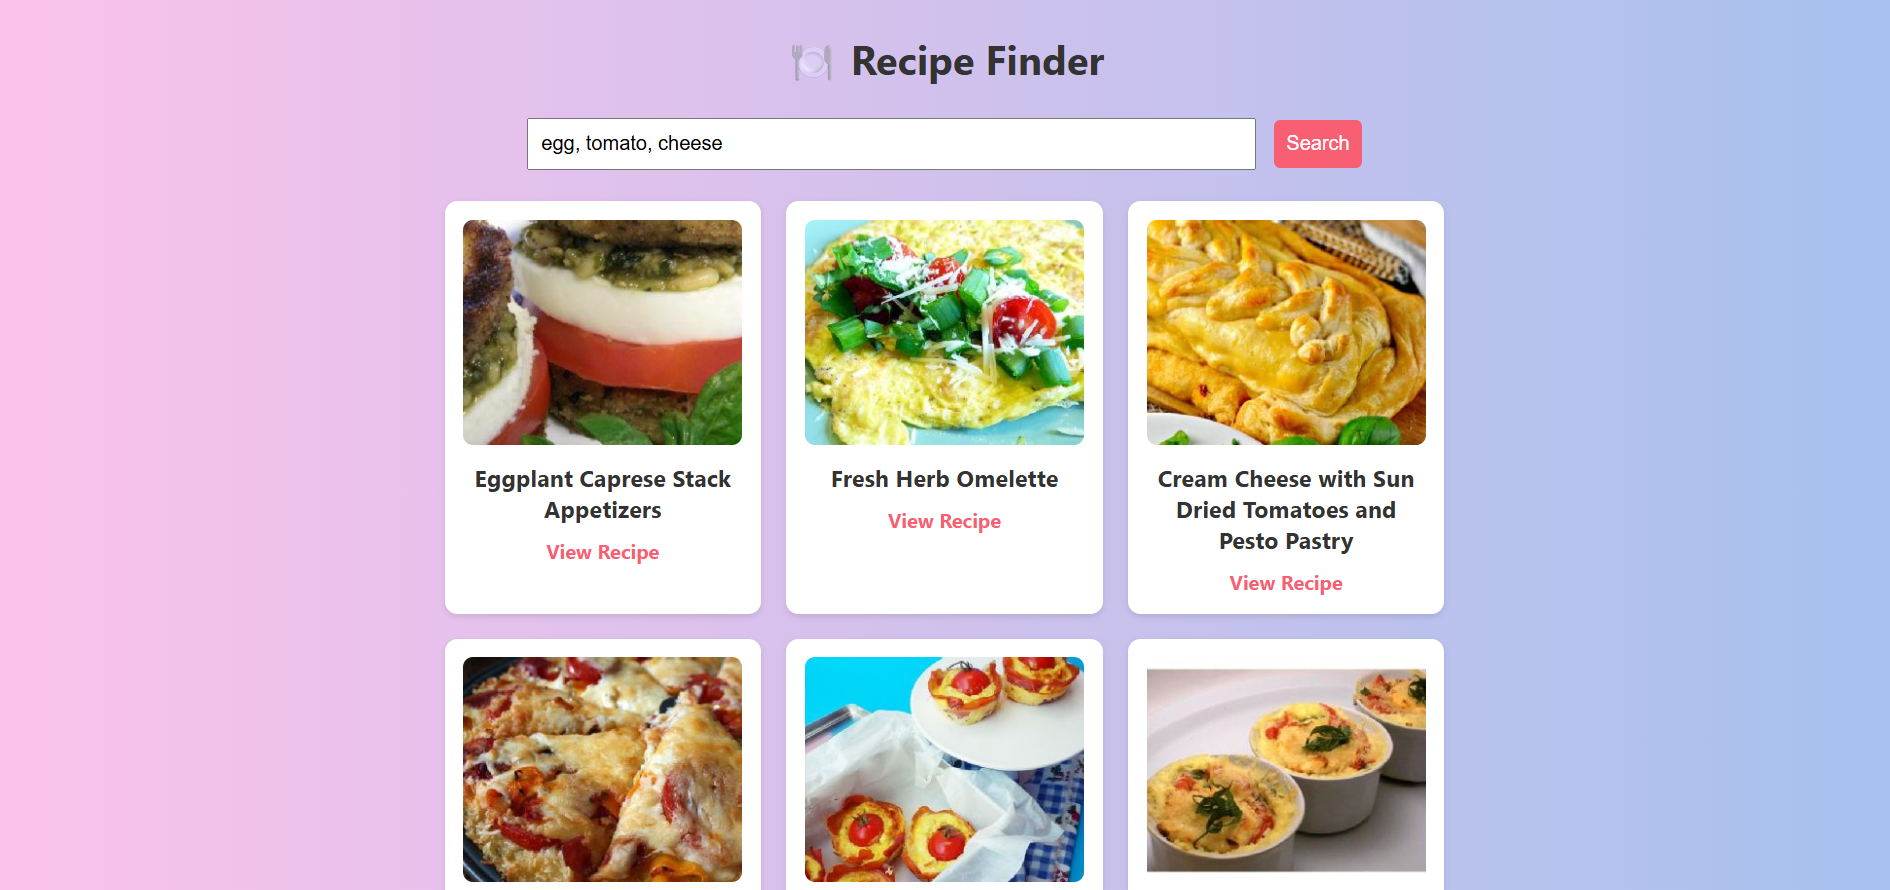 Recipe Finder
egg, tomato, cheese
Search
Eggplant Caprese Stack
Appetizers
View Recipe
Fresh Herb Omelette
View Recipe
Cream Cheese with Sun
Dried Tomatoes and
Pesto Pastry
View Recipe